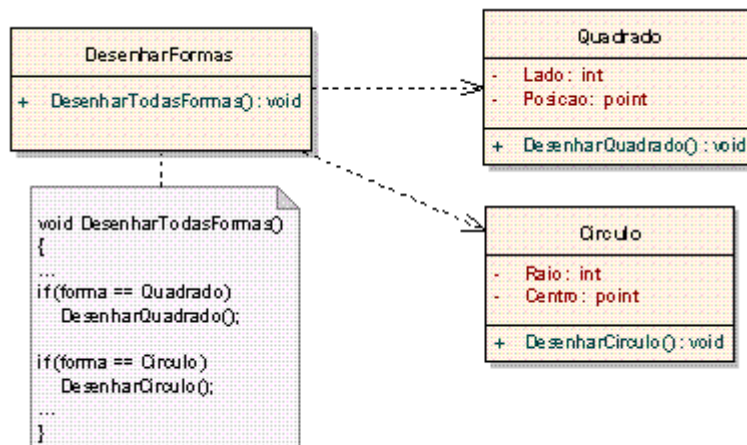 DesenharFormas
+ DesenharTodasFormas() : void
void DesenharTodasFormas()
{
...
if(forma == Quadrado)
DesenharQuadrado();
if(forma == Circulo)
DesenharCirculo();
...
}
Quadrado
- Lado: int
- Posicao: point
+ DesenharQuadrado() : void
Circulo
- Raio: int
- Centro: point
+ DesenharCirculo() : void